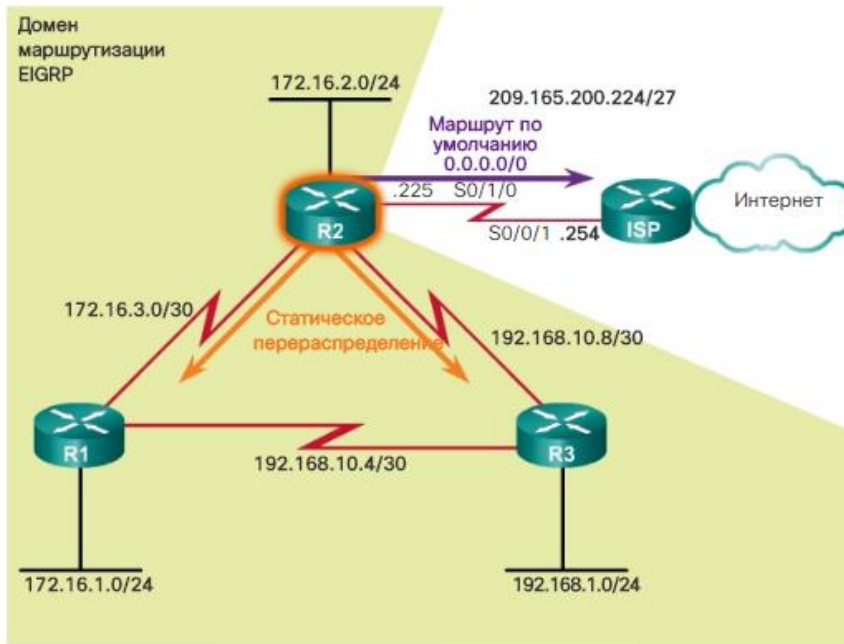 Домен
маршрутизации
EIGRP
172.16.2.0/24
209.165.200.224/27
Маршрут по
умолчанию
0.0.0.0/0
.225 S0/1/0
Интернет
R2
S0/0/1 .254
ISP
172.16.3.0/30
Статическое
перераспределение
192.168.10.8/30
R1
R3
192.168.10.4/30
172.16.1.0/24
192.168.1.0/24